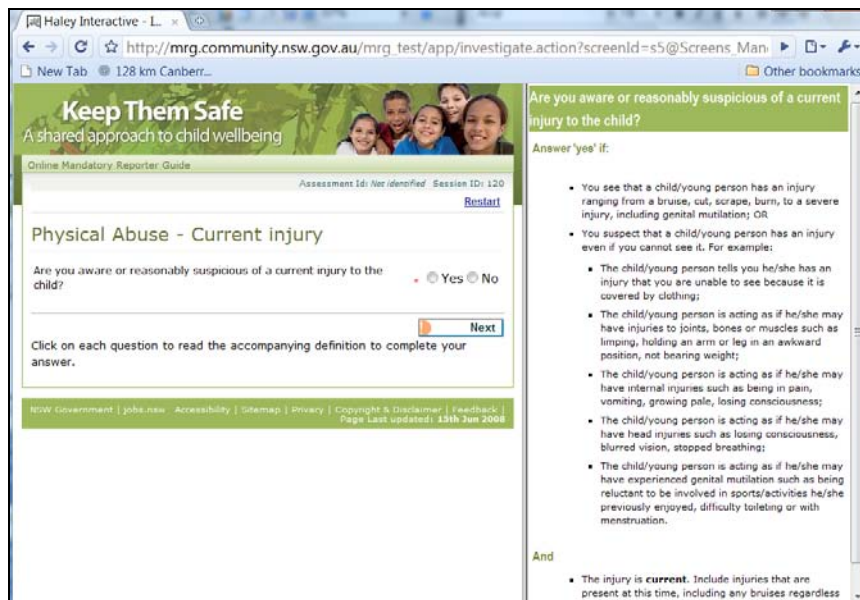 Haley Interactive - L...
http://mrg.community.nsw.gov.au/mrg_test/app/investigate.action?screenId=s5@Screens_Man
New Tab 128 km Canberr... Other bookmarks
Keep Them Safe
A shared approach to child wellbeing
Online Mandatory Reporter Guide
Assessment Id: Not identified Session ID: 120
Restart
Physical Abuse - Current injury
Are you aware or reasonably suspicious of a current injury to the
child?
* Yes No
Next
Click on each question to read the accompanying definition to complete your
answer.
NSW Government | jobs.nsw Accessibility | Sitemap | Privacy | Copyright & Disclaimer | Feedback |
Page Last updated: 13th Jun 2008
Are you aware or reasonably suspicious of a current
injury to the child?
Answer 'yes' if:
▪ You see that a child/young person has an injury
ranging from a bruise, cut, scrape, burn, to a severe
injury, including genital mutilation; OR
▪ You suspect that a child/young person has an injury
even if you cannot see it. For example:
▪ The child/young person tells you he/she has an
injury that you are unable to see because it is
covered by clothing;
▪ The child/young person is acting as if he/she may
have injuries to joints, bones or muscles such as
limping, holding an arm or leg in an awkward
position, not bearing weight;
▪ The child/young person is acting as if he/she may
have internal injuries such as being in pain,
vomiting, growing pale, losing consciousness;
▪ The child/young person is acting as if he/she may
have head injuries such as losing consciousness,
blurred vision, stopped breathing;
▪ The child/young person is acting as if he/she may
have experienced genital mutilation such as being
reluctant to be involved in sports/activities he/she
previously enjoyed, difficulty toileting or with
menstruation.
And
▪ The injury is current. Include injuries that are
present at this time, including any bruises regardless